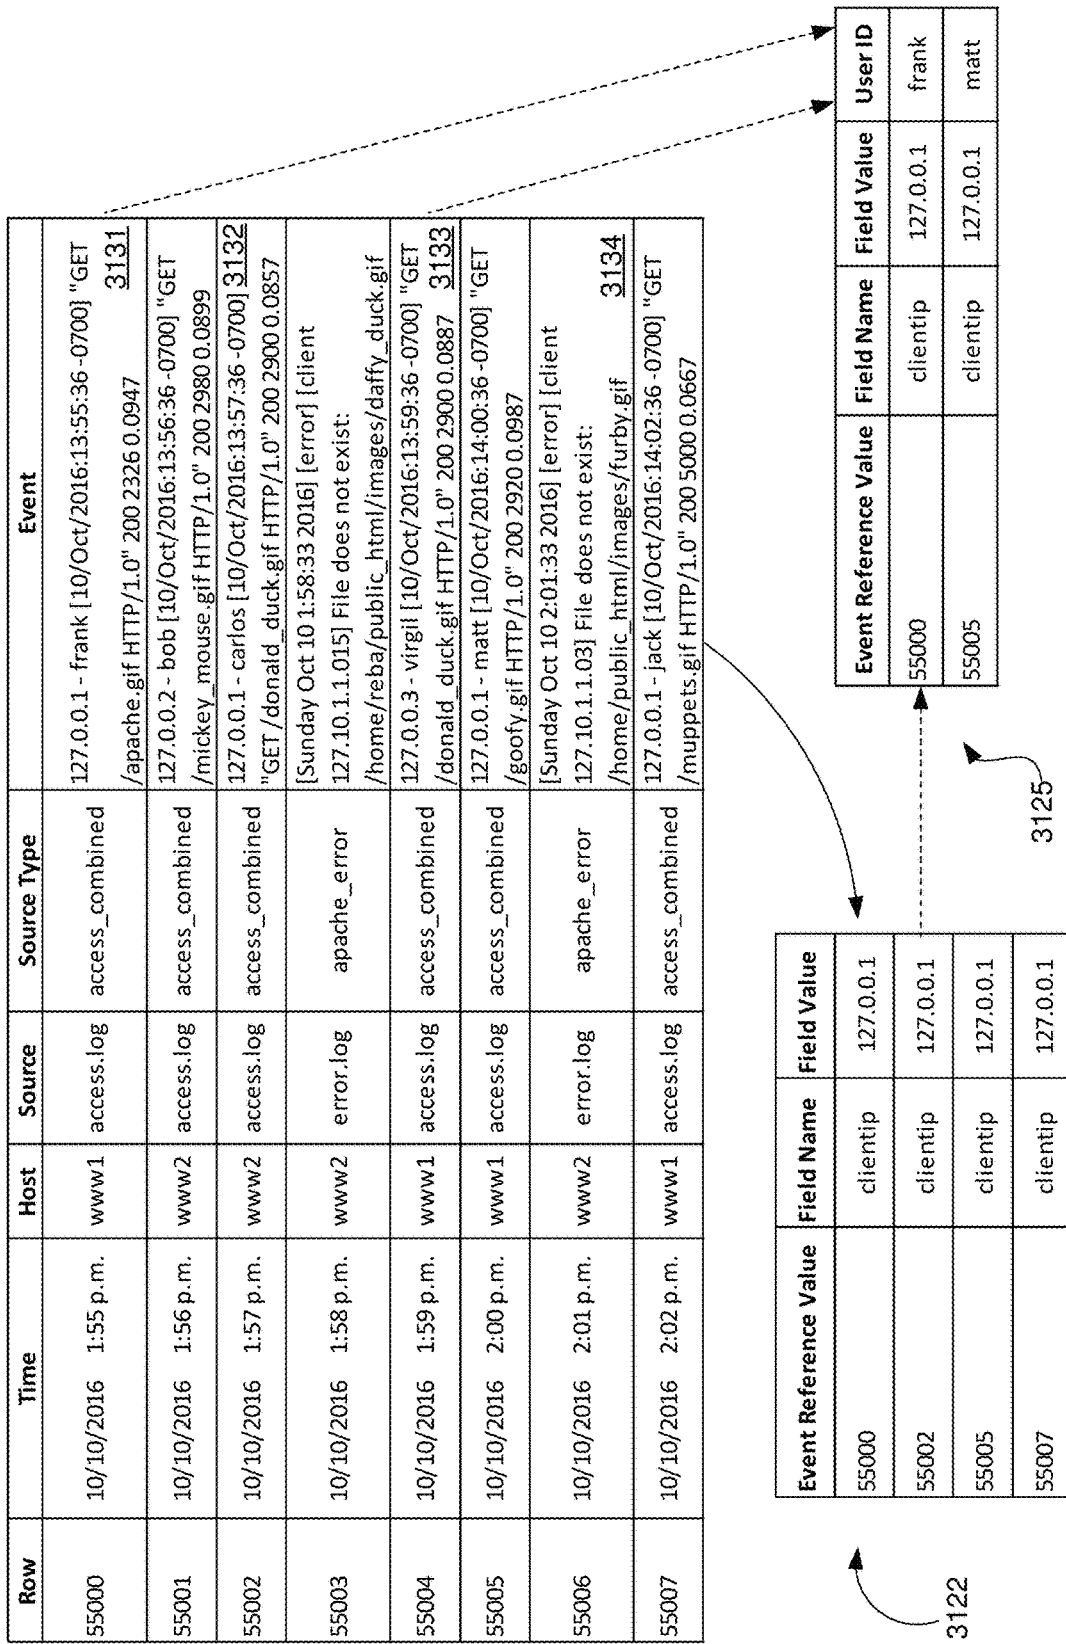 Row Time Host Source Source Type Event
55000 10/10/2016 1:55 p.m. www1 access.log access_combined 127.0.0.1 - frank [10/Oct/2016:13:55:36 -0700] "GET
/apache.gif HTTP/1.0" 200 2326 0.0947 3131
55001 10/10/2016 1:56 p.m. www2 access.log access_combined 127.0.0.2 - bob [10/Oct/2016:13:56:36 -0700] "GET
/mickey_mouse.gif HTTP/1.0" 200 2980 0.0899
55002 10/10/2016 1:57 p.m. www2 access.log access_combined 127.0.0.1 - carlos [10/Oct/2016:13:57:36 -0700] 3132
"GET /donald_duck.gif HTTP/1.0" 200 2900 0.0857
55003 10/10/2016 1:58 p.m. www2 error.log apache_error [Sunday Oct 10 1:58:33 2016] [error] [client
127.10.1.1.015] File does not exist:
/home/reba/public_html/images/daffy_duck.gif
55004 10/10/2016 1:59 p.m. www1 access.log access_combined 127.0.0.3 - virgil [10/Oct/2016:13:59:36 -0700] "GET
/donald_duck.gif HTTP/1.0" 200 2900 0.0887 3133
55005 10/10/2016 2:00 p.m. www1 access.log access_combined 127.0.0.1 - matt [10/Oct/2016:14:00:36 -0700] "GET
/goofy.gif HTTP/1.0" 200 2920 0.0987
55006 10/10/2016 2:01 p.m. www2 error.log apache_error [Sunday Oct 10 2:01:33 2016] [error] [client
127.10.1.1.03] File does not exist: 3134
/home/public_html/images/furby.gif
55007 10/10/2016 2:02 p.m. www1 access.log access_combined 127.0.0.1 - jack [10/Oct/2016:14:02:36 -0700] "GET
/muppets.gif HTTP/1.0" 200 5000 0.0667
3122
Event Reference Value Field Name Field Value
55000 clientip 127.0.0.1
55002 clientip 127.0.0.1
55005 clientip 127.0.0.1
55007 clientip 127.0.0.1
Event Reference Value Field Name Field Value User ID
55000 clientip 127.0.0.1 frank
55005 clientip 127.0.0.1 matt
3125